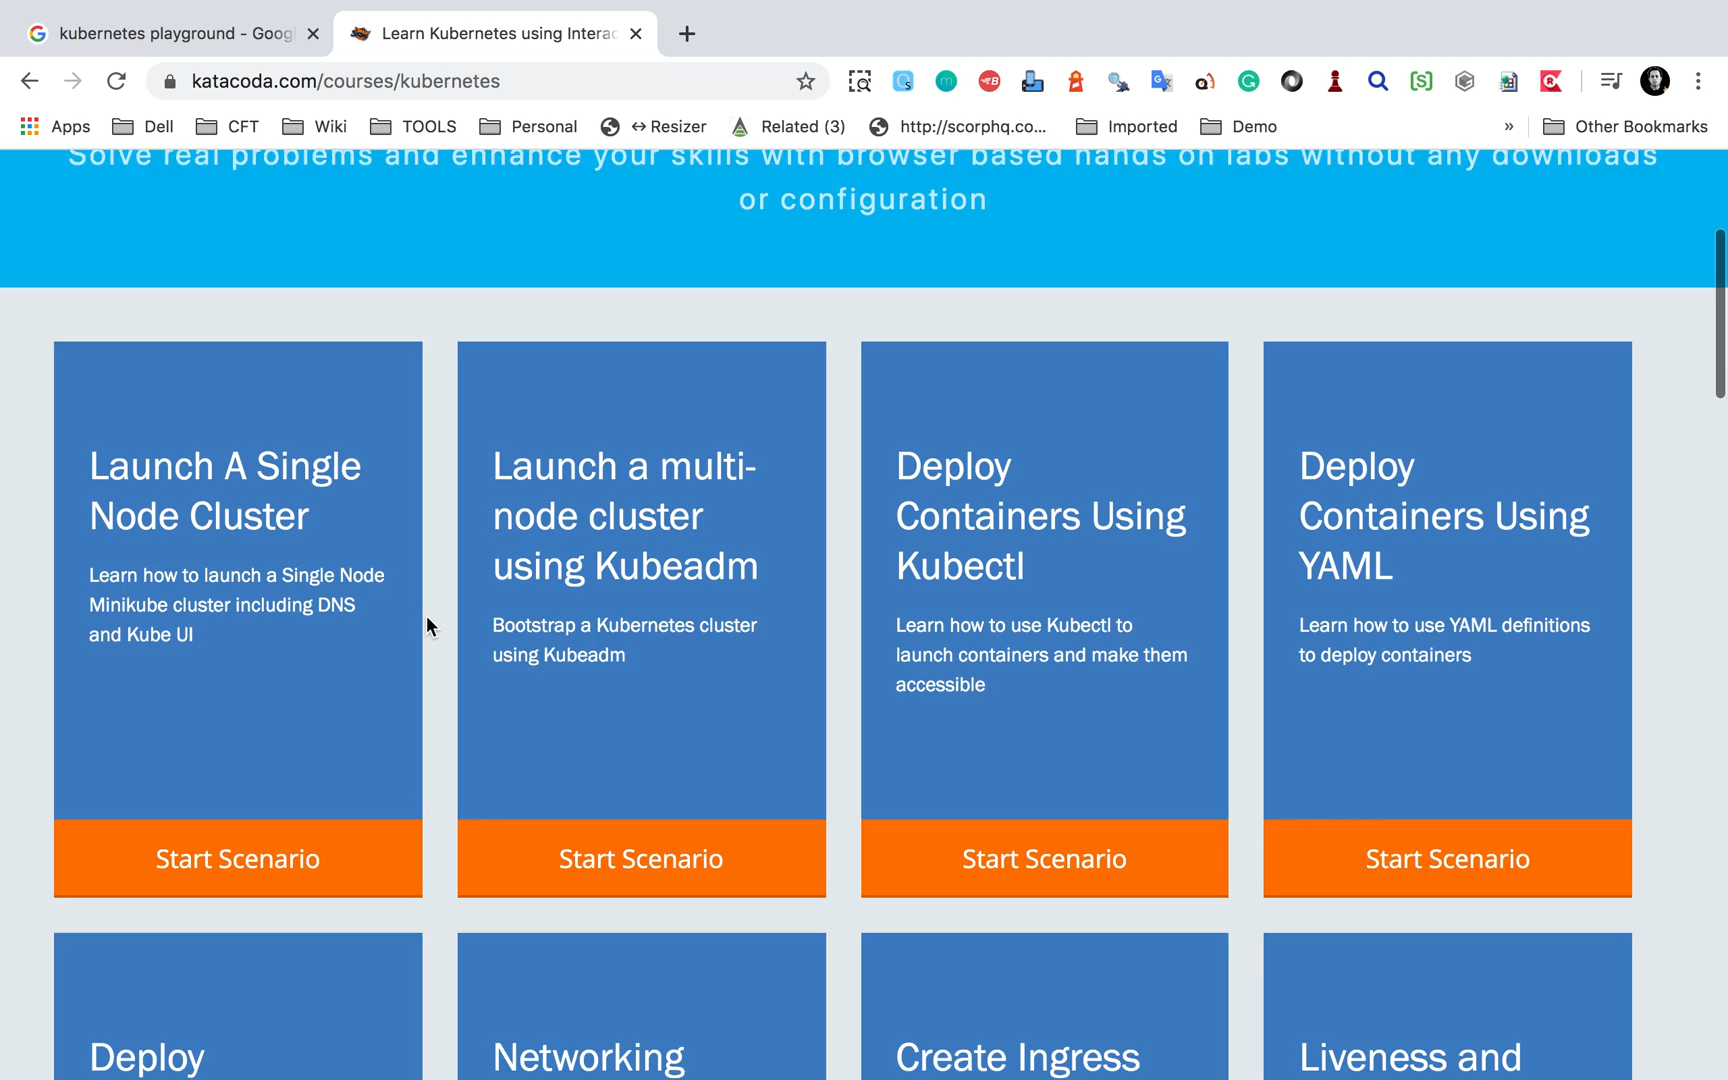 kubernetes playground - Goog
Learn Kubernetes using Interac
katacoda.com/courses/kubernetes
Apps
Dell
CFT
Wiki
TOOLS
Personal
↔ Resizer
Related (3)
http://scorphq.co...
Imported
Demo
»
Other Bookmarks
Solve real problems and enhance your skills with browser based hands on labs without any downloads
or configuration
Launch A Single
Node Cluster
Learn how to launch a Single Node
Minikube cluster including DNS
and Kube UI
Start Scenario
Launch a multi-
node cluster
using Kubeadm
Bootstrap a Kubernetes cluster
using Kubeadm
Start Scenario
Deploy
Containers Using
Kubectl
Learn how to use Kubectl to
launch containers and make them
accessible
Start Scenario
Deploy
Containers Using
YAML
Learn how to use YAML definitions
to deploy containers
Start Scenario
Deploy
Networking
Create Ingress
Liveness and